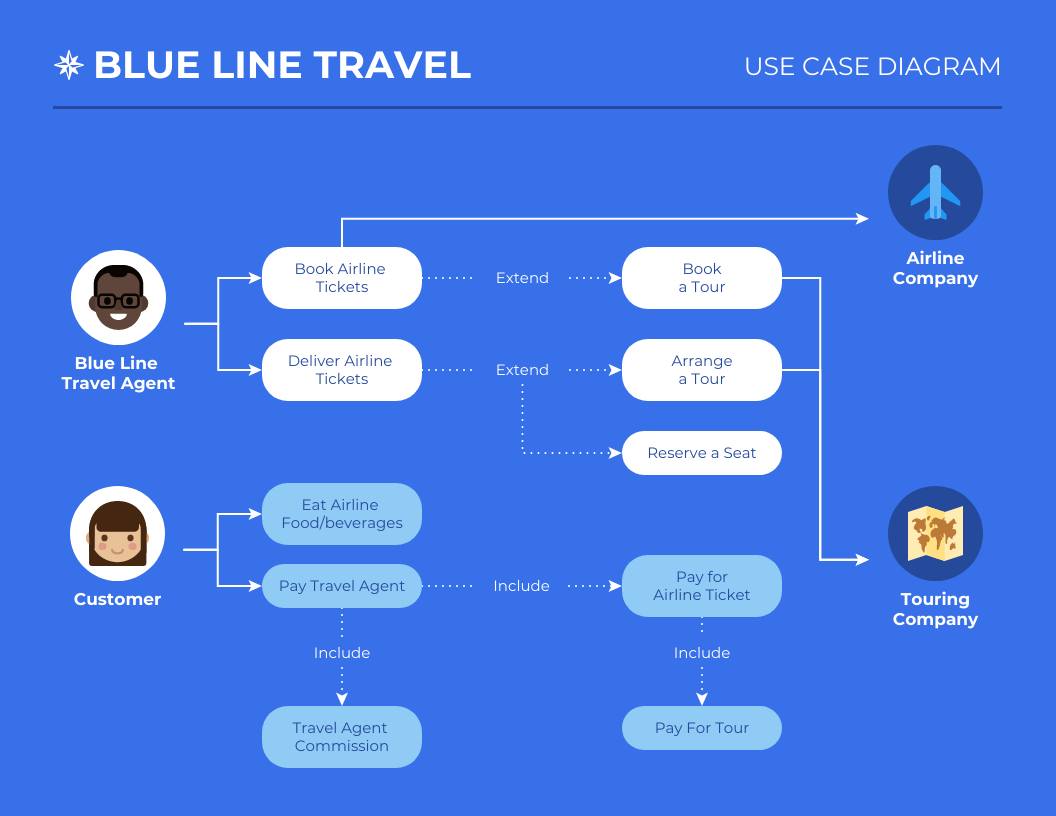 BLUE LINE TRAVEL
USE CASE DIAGRAM
Airline
Company
Book Airline
Tickets
Extend
Book
a Tour
Blue Line
Travel Agent
Deliver Airline
Tickets
Extend
Arrange
a Tour
Reserve a Seat
Eat Airline
Food/beverages
Customer
Pay Travel Agent
Include
Pay for
Airline Ticket
Touring
Company
Include
Include
Travel Agent
Commission
Pay For Tour